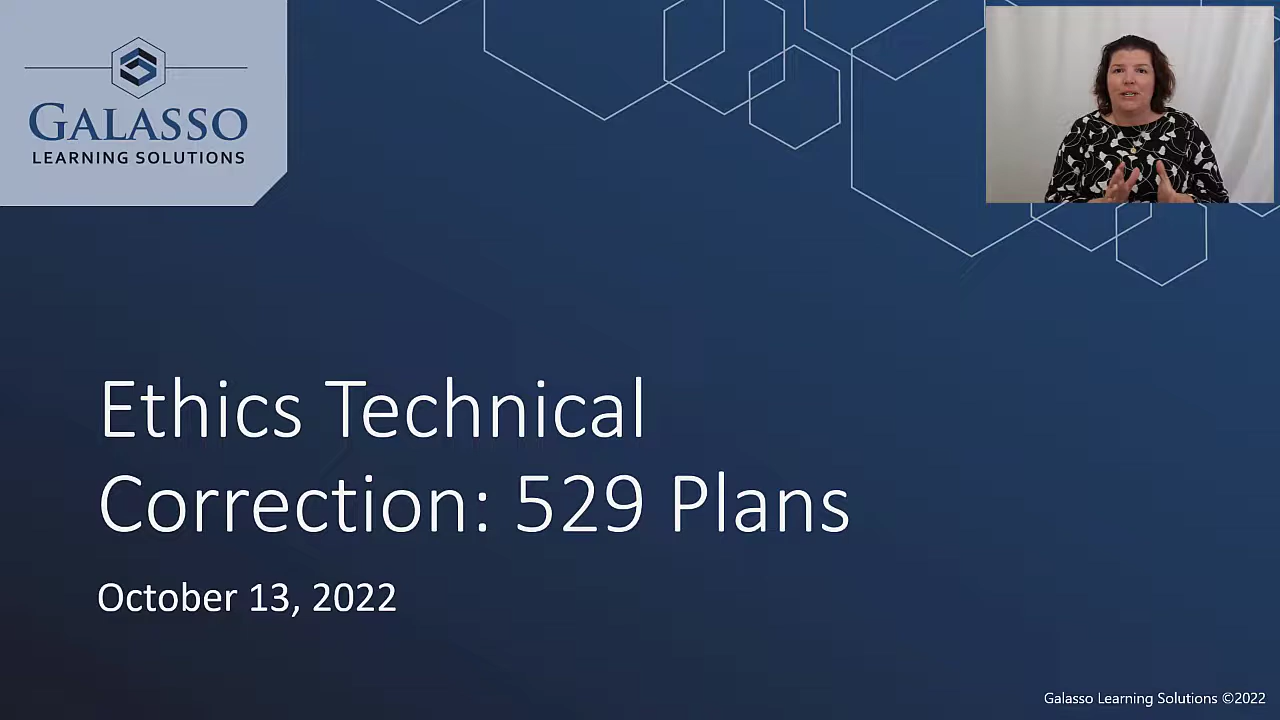 GALASSO
LEARNING SOLUTIONS
Ethics Technical
Correction: 529 Plans
October 13, 2022
Galasso Learning Solutions ©2022